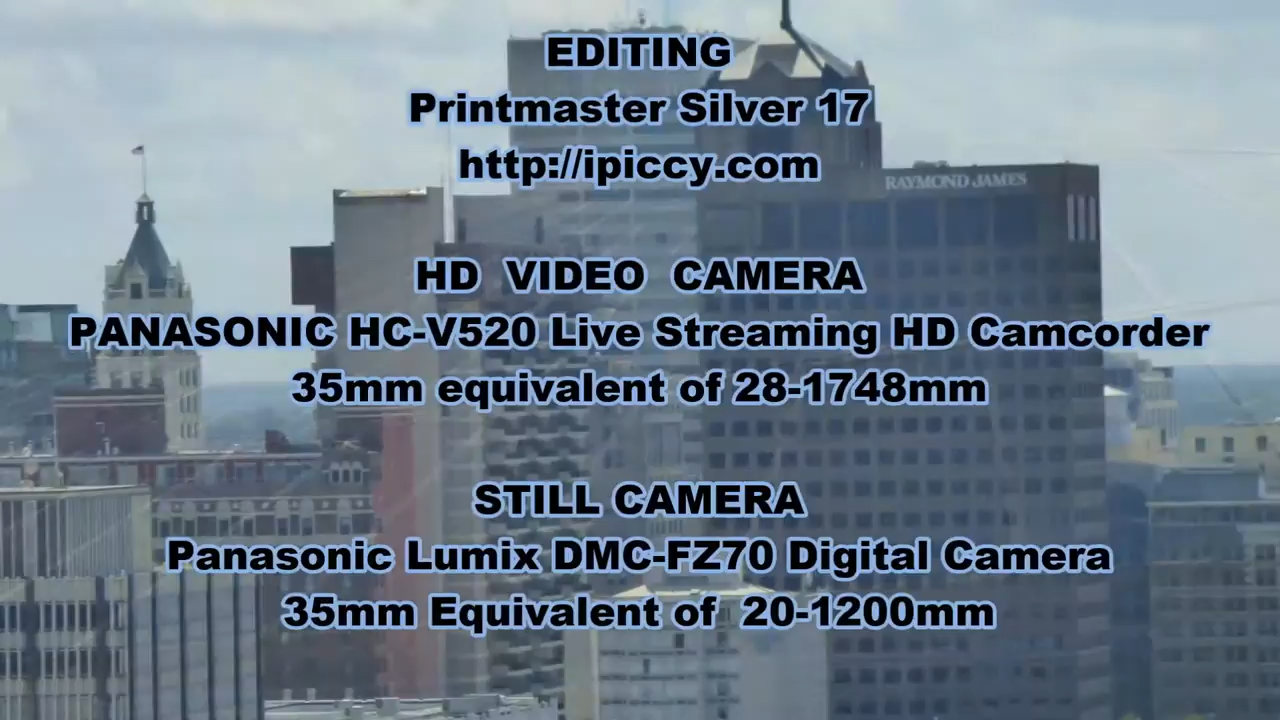 EDITING
Printmaster Silver 17
http://ipiccy.com
RAYMOND JAMES
HD VIDEO CAMERA
PANASONIC HC-V520 Live Streaming HD Camcorder
35mm equivalent of 28-1748mm
STILL CAMERA
Panasonic Lumix DMC-FZ70 Digital Camera
35mm Equivalent of 20-1200mm